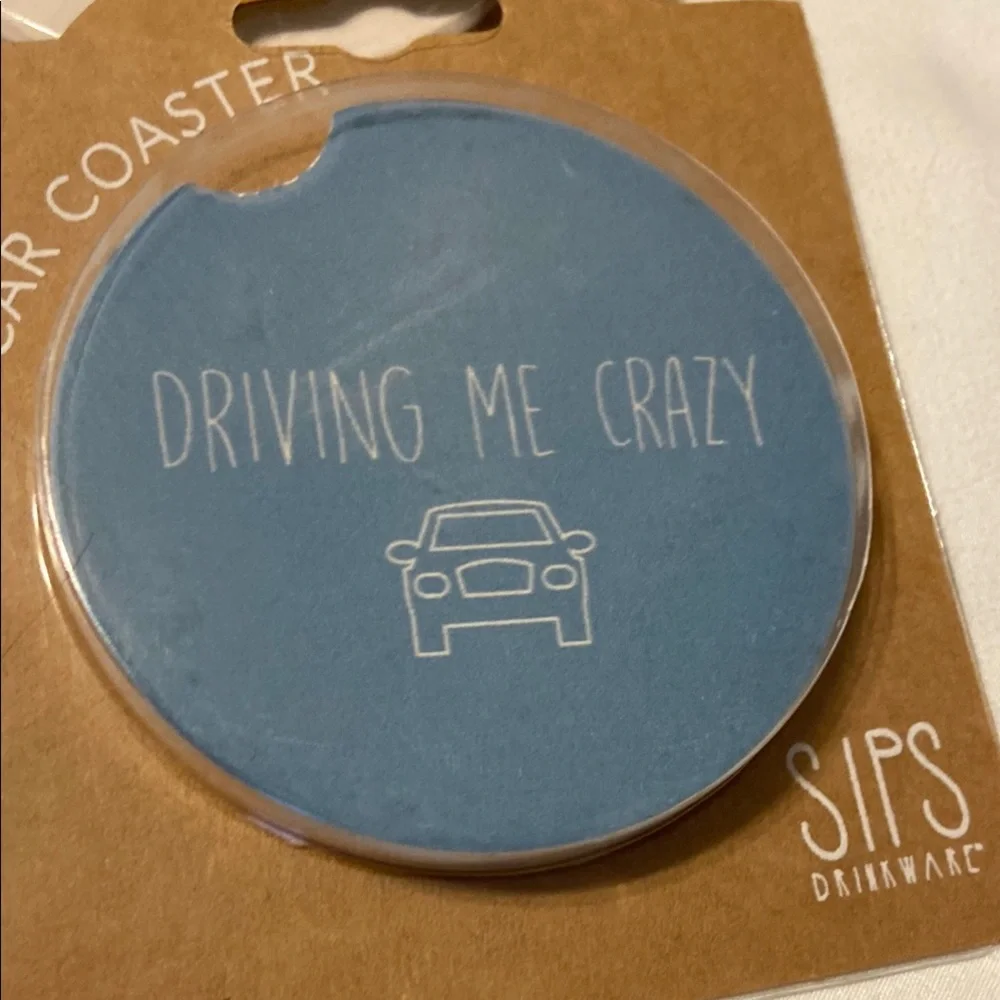 CAR COASTER
DRIVING ME CRAZY
SIPS
DRINKWARE